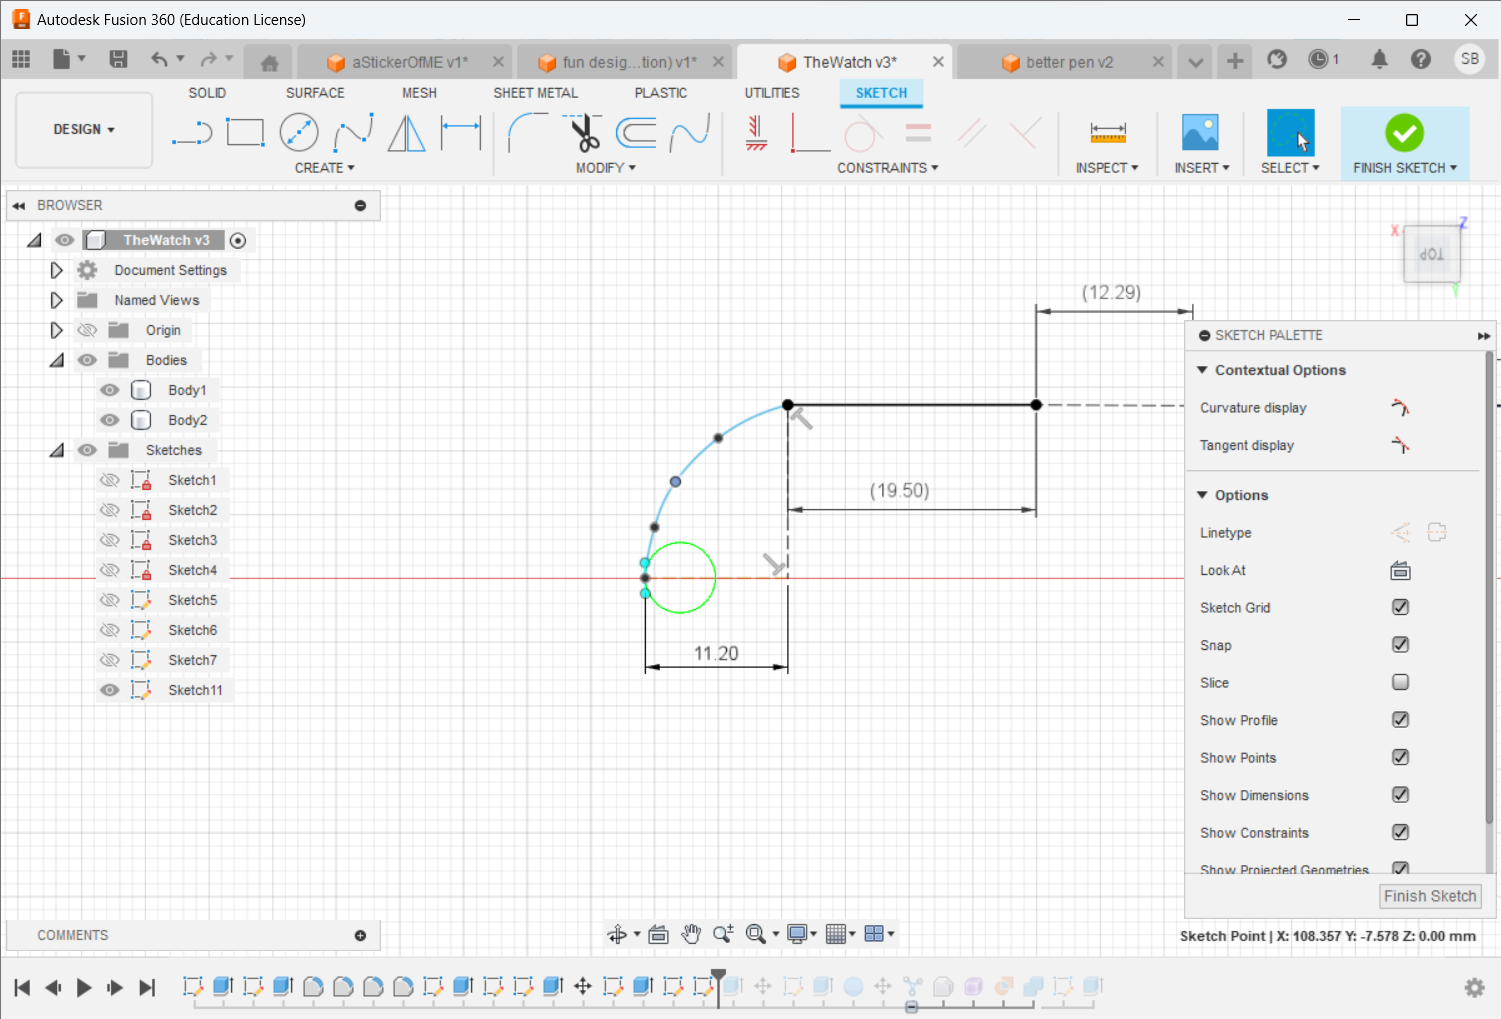 Autodesk Fusion 360 (Education License)
aStickerOfME v1*
fun desig...tion) v1*
TheWatch v3*
better pen v2
1
SB
SOLID
SURFACE
MESH
SHEET METAL
PLASTIC
UTILITIES
SKETCH
DESIGN
CREATE
MODIFY
CONSTRAINTS
INSPECT
INSERT
SELECT
FINISH SKETCH
BROWSER
TheWatch v3
Document Settings
Named Views
Origin
Bodies
Body1
Body2
Sketches
Sketch1
Sketch2
Sketch3
Sketch4
Sketch5
Sketch6
Sketch7
Sketch11
X
Z
TOP
Y
(12.29)
(19.50)
11.20
SKETCH PALETTE
Contextual Options
Curvature display
Tangent display
Options
Linetype
Look At
Sketch Grid
Snap
Slice
Show Profile
Show Points
Show Dimensions
Show Constraints
Show Projected Geometries
Finish Sketch
COMMENTS
Sketch Point | X: 108.357 Y: -7.578 Z: 0.00 mm